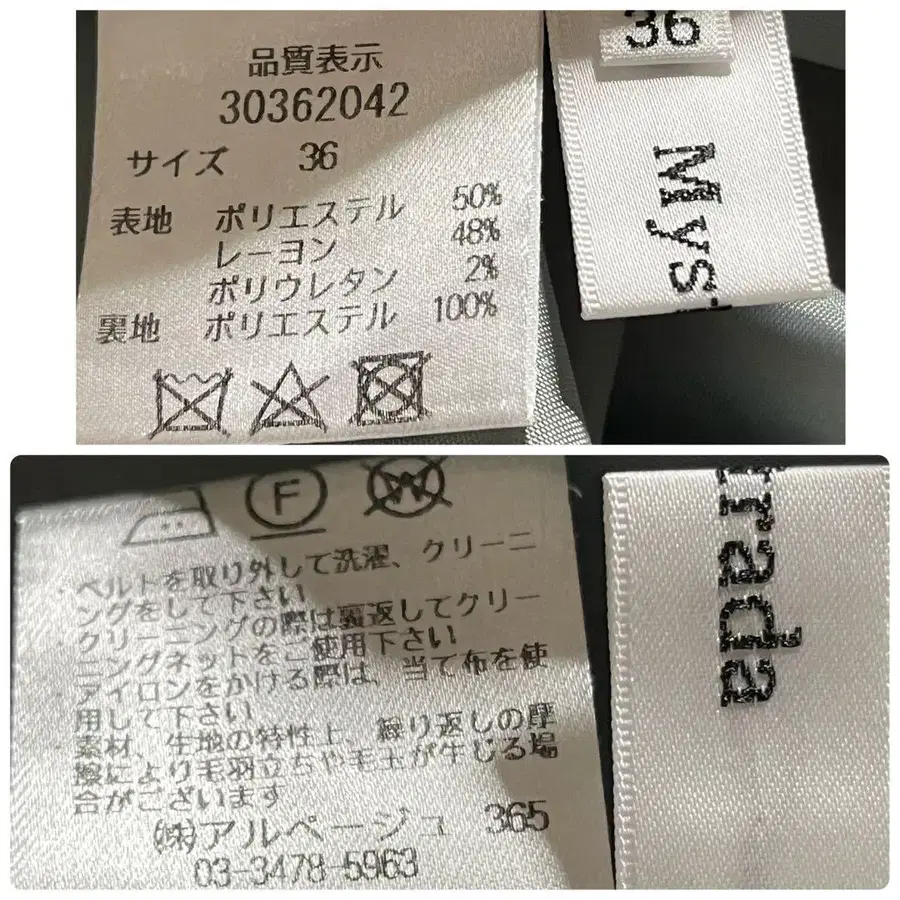 品質表示
30362042
サイズ 36
表地 ポリエステル 50%
レーヨン 48%
ポリウレタン 2%
裏地 ポリエステル 100%
36
Myst
F
W
ベルトを取り外して洗濯、クリーニ
ングをして下さい
クリーニングの際は裏返してクリー
ニングネットをご使用下さい
アイロンをかける際は、当て布を使
用して下さい
素材、生地の特性上、繰り返しの摩
擦により毛羽立ちや毛玉が生じる場
合がございます
㈱アルページュ 365
03-3478-5963
rrada